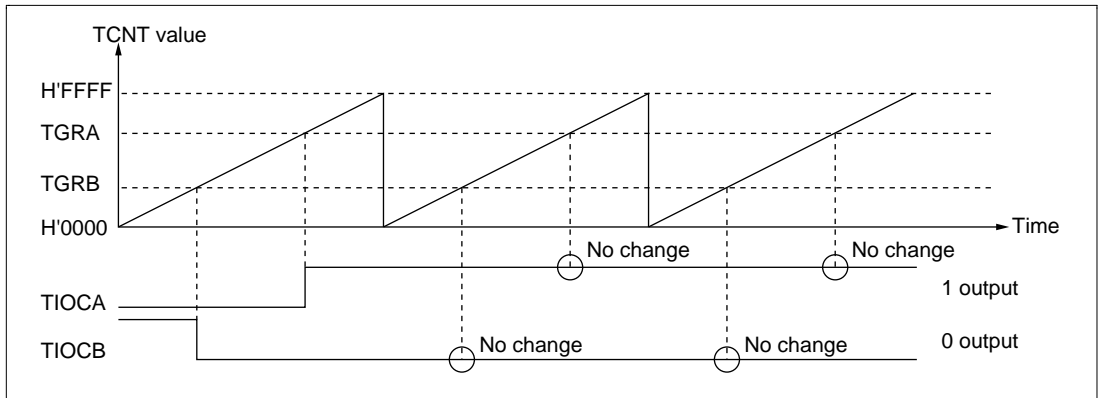 TCNT value
H'FFFF
TGRA
TGRB
H'0000
Time
No change
No change
TIOCA
1 output
No change
No change
TIOCB
0 output